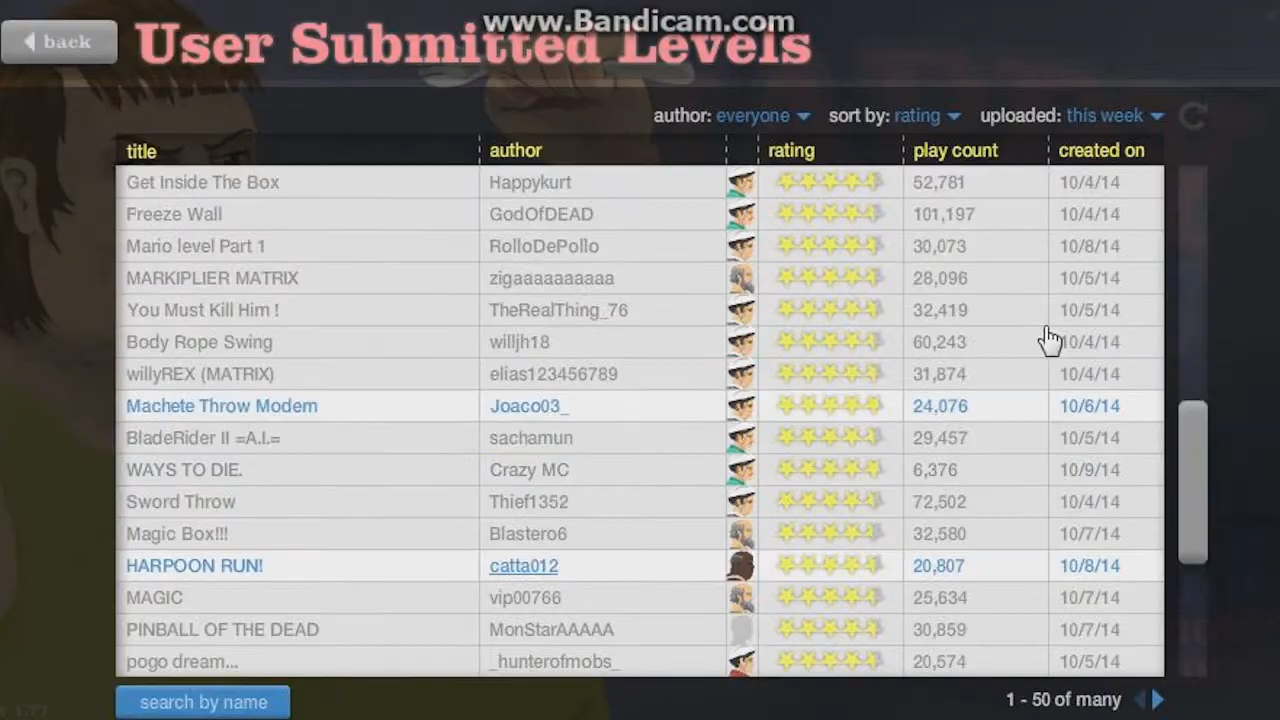 www.Bandicam.com
back
User Submitted Levels
author: everyone sort by: rating uploaded: this week
title author rating play count created on
Get Inside The Box Happykurt 52,781 10/4/14
Freeze Wall GodOfDEAD 101,197 10/4/14
Mario level Part 1 RolloDePollo 30,073 10/8/14
MARKIPLIER MATRIX zigaaaaaaaaaa 28,096 10/5/14
You Must Kill Him ! TheRealThing_76 32,419 10/5/14
Body Rope Swing willjh18 60,243 10/4/14
willyREX (MATRIX) elias123456789 31,874 10/4/14
Machete Throw Modern Joaco03_ 24,076 10/6/14
BladeRider II =A.I.= sachamun 29,457 10/5/14
WAYS TO DIE. Crazy MC 6,376 10/9/14
Sword Throw Thief1352 72,502 10/4/14
Magic Box!!! Blastero6 32,580 10/7/14
HARPOON RUN! catta012 20,807 10/8/14
MAGIC vip00766 25,634 10/7/14
PINBALL OF THE DEAD MonStarAAAAA 30,859 10/7/14
pogo dream... _hunterofmobs_ 20,574 10/5/14
search by name 1 - 50 of many